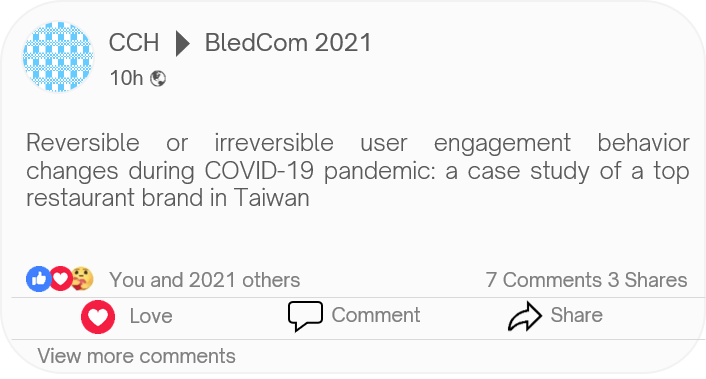 CCH BledCom 2021
10h
Reversible or irreversible user engagement behavior
changes during COVID-19 pandemic: a case study of a top
restaurant brand in Taiwan
You and 2021 others 7 Comments 3 Shares
Love Comment Share
View more comments